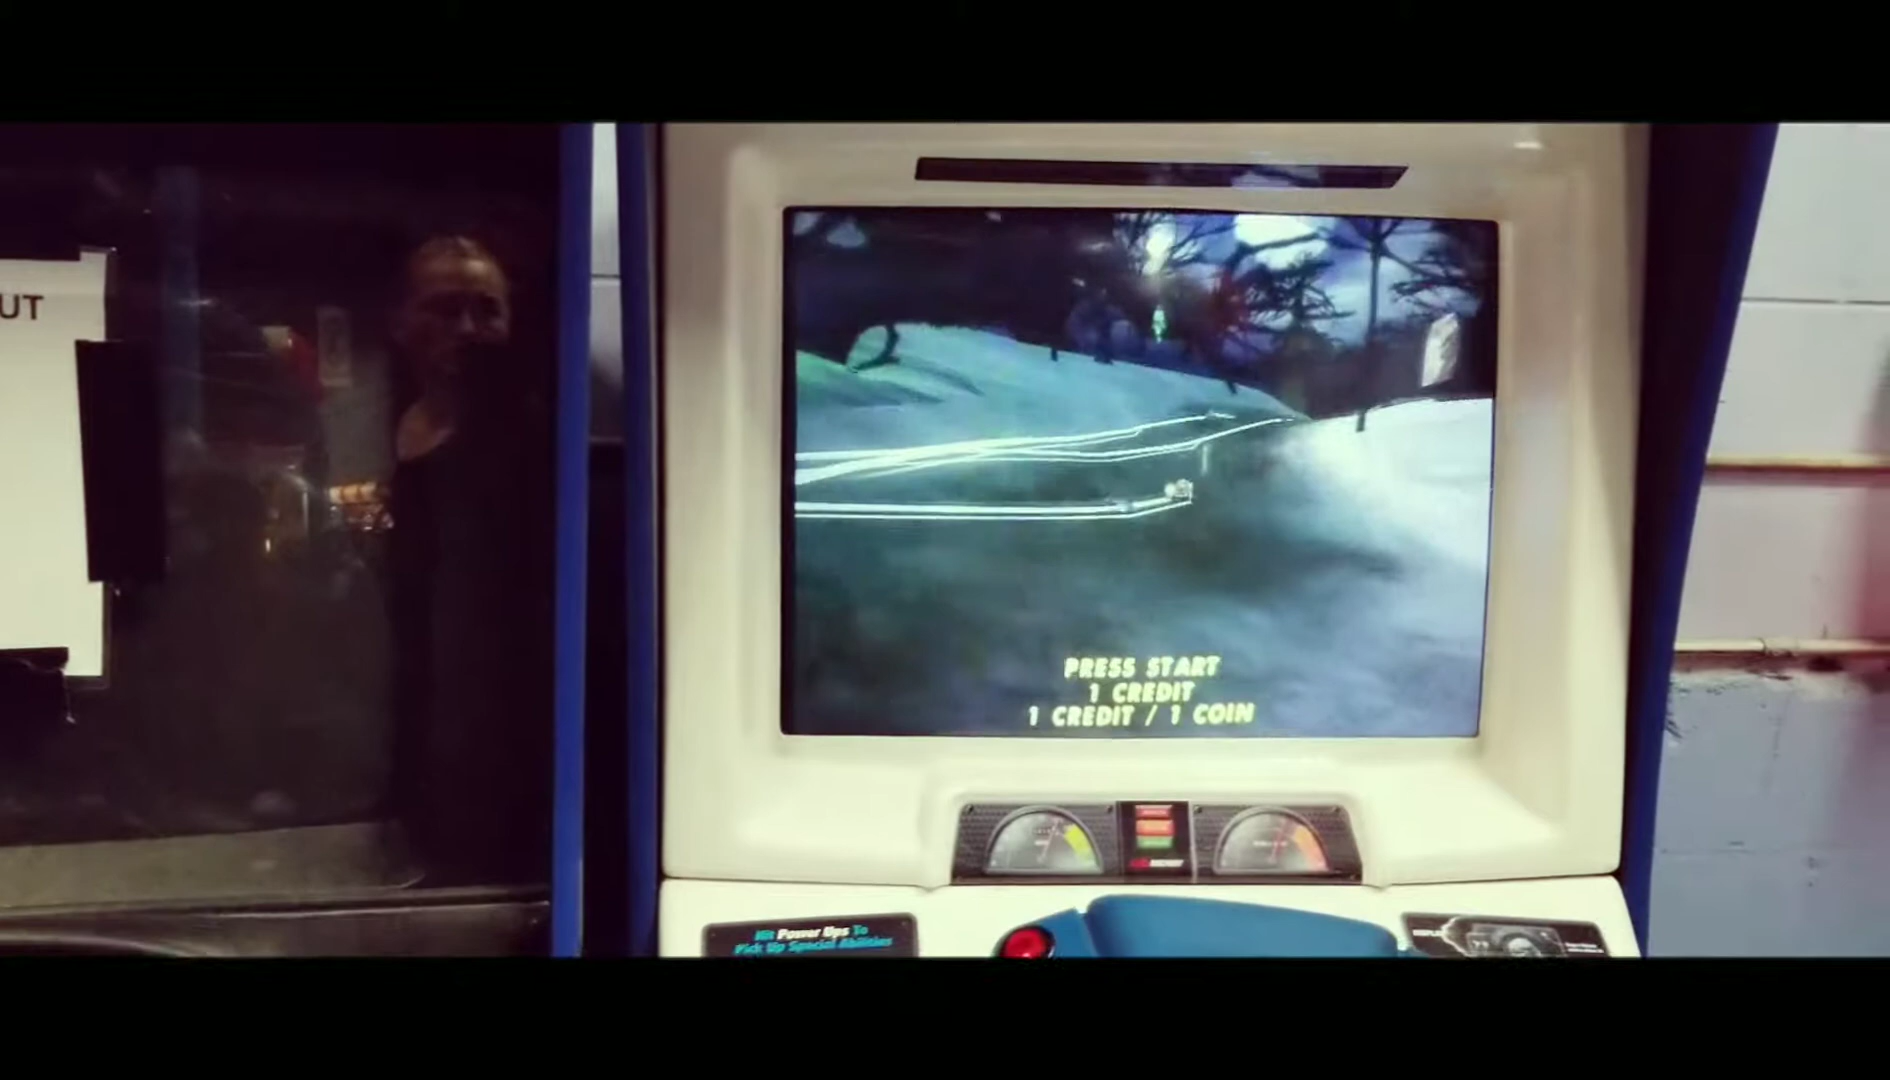 UT
PRESS START
1 CREDIT
1 CREDIT / 1 COIN
Hit Power Ups To
Pick Up Special Abilities